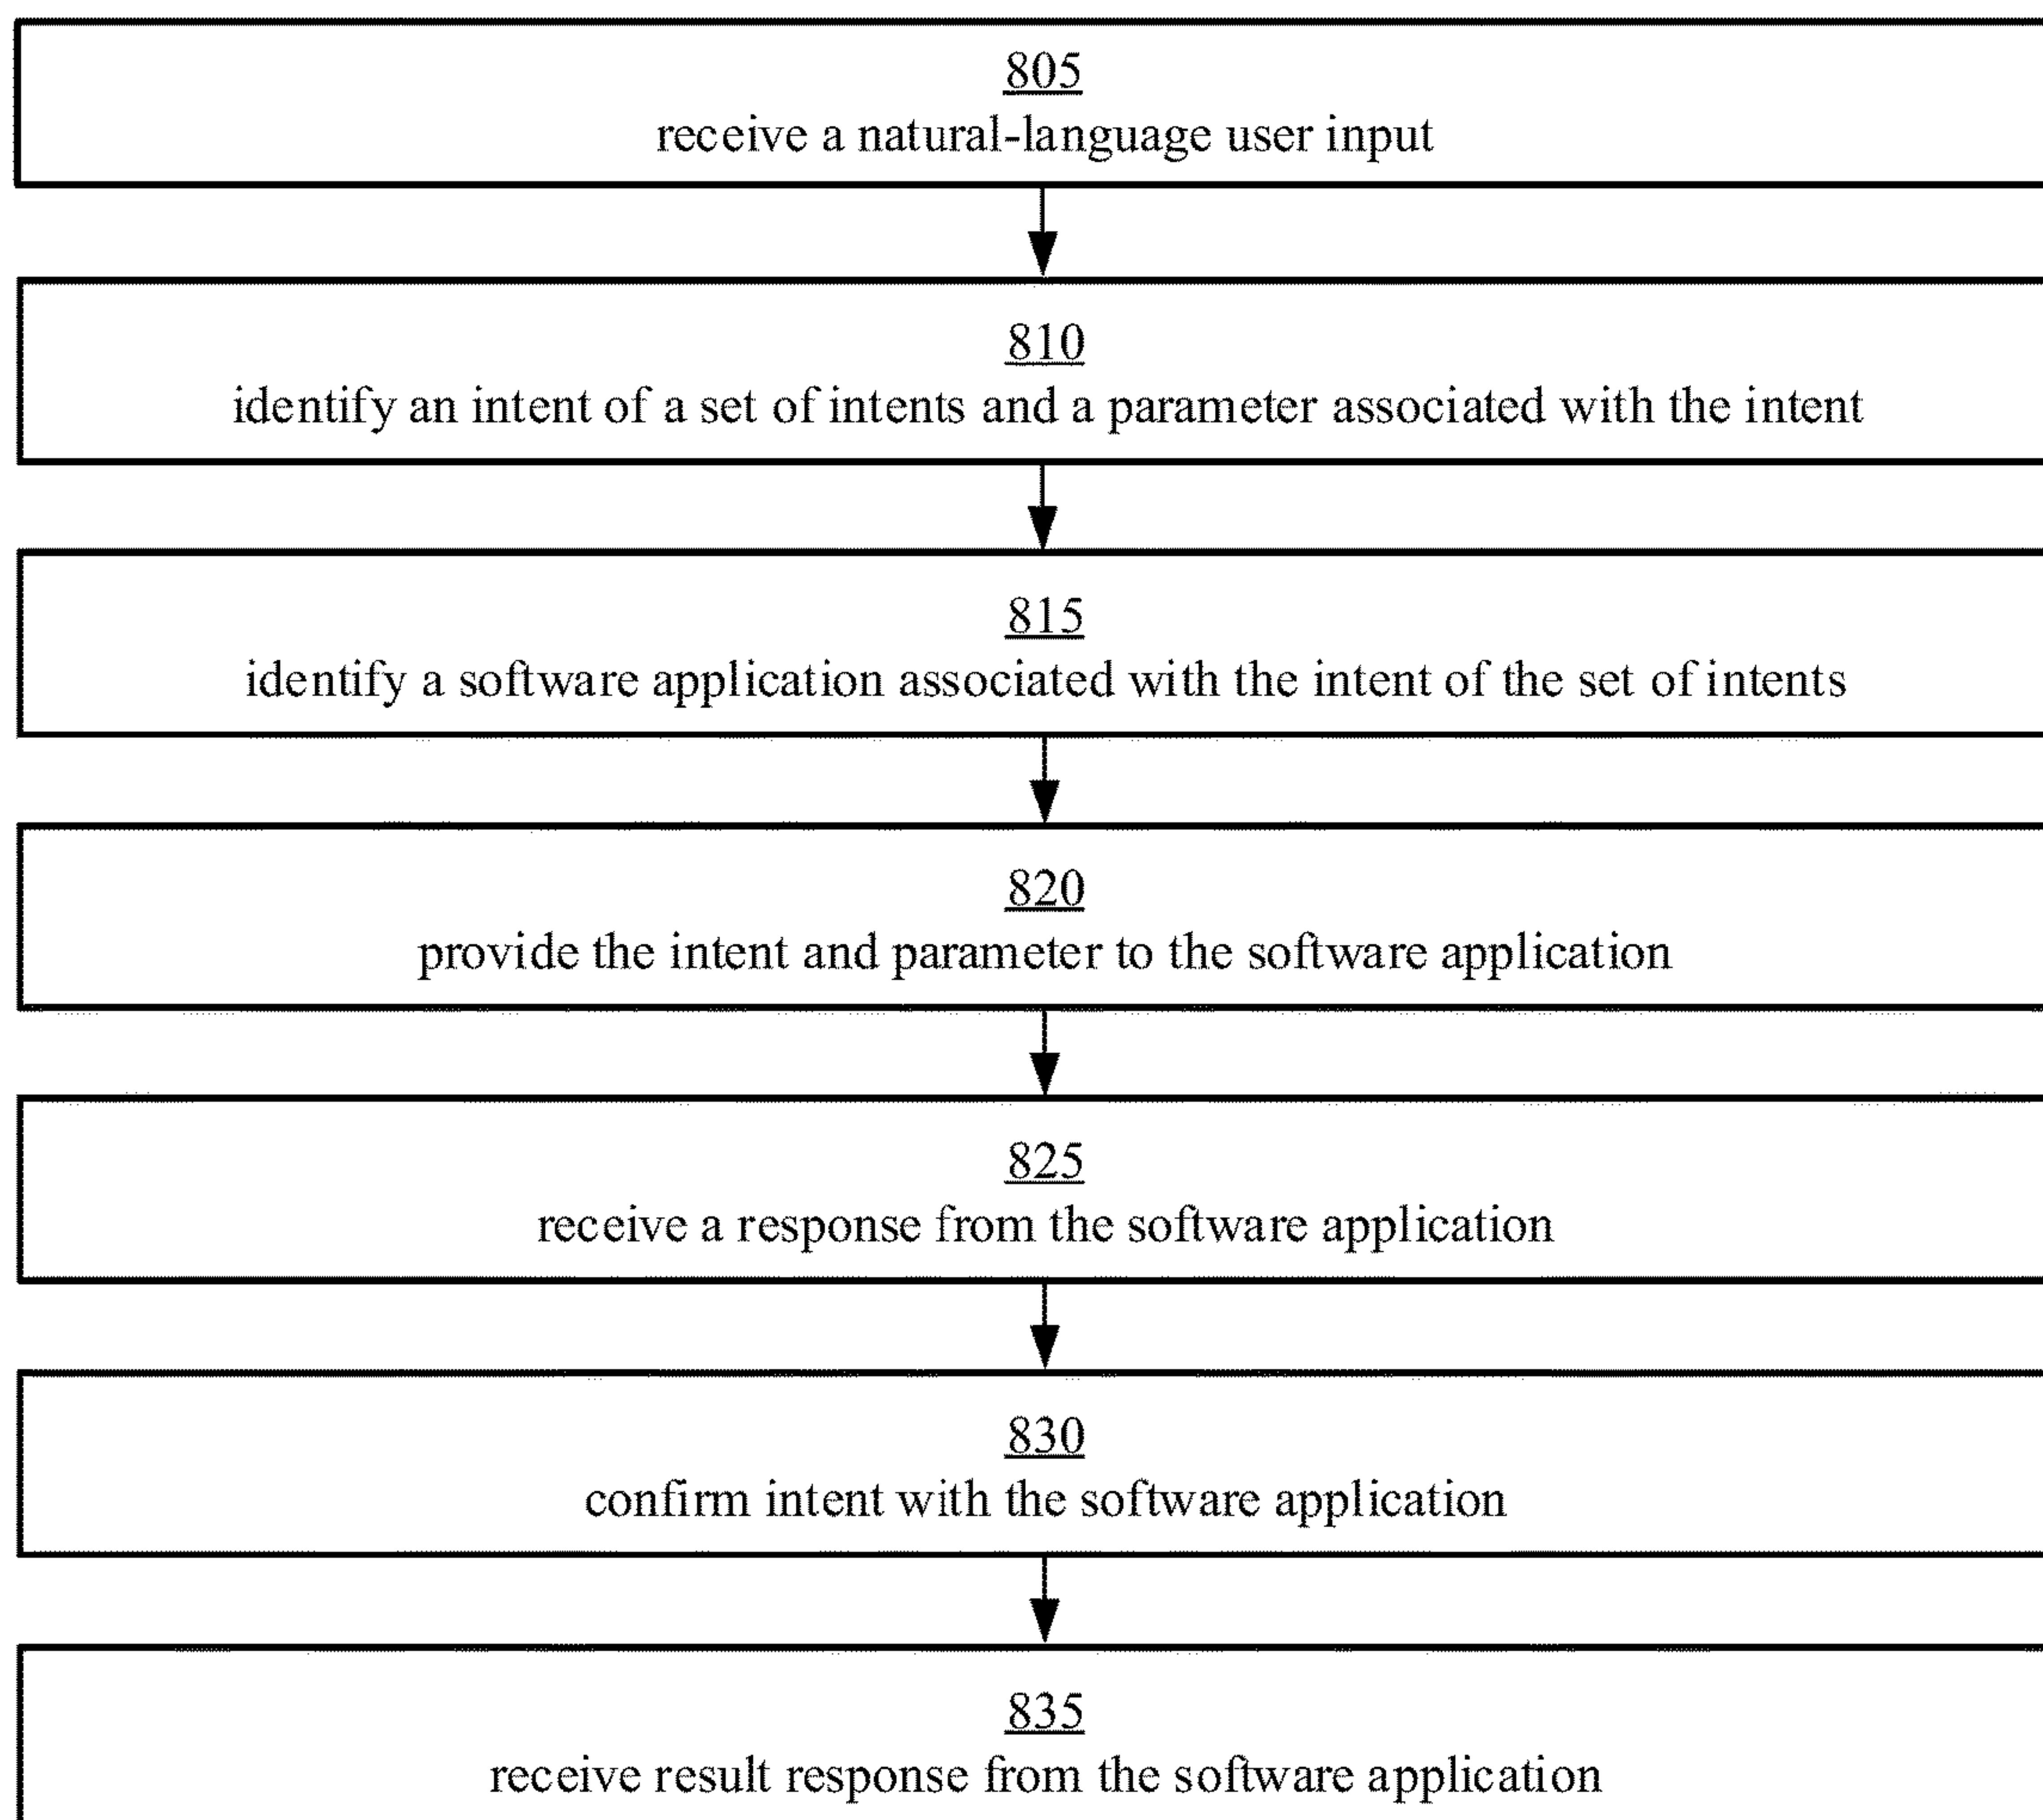 805
receive a natural-language user input
810
identify an intent of a set of intents and a parameter associated with the intent
815
identify a software application associated with the intent of the set of intents
820
provide the intent and parameter to the software application
825
receive a response from the software application
830
confirm intent with the software application
835
receive result response from the software application